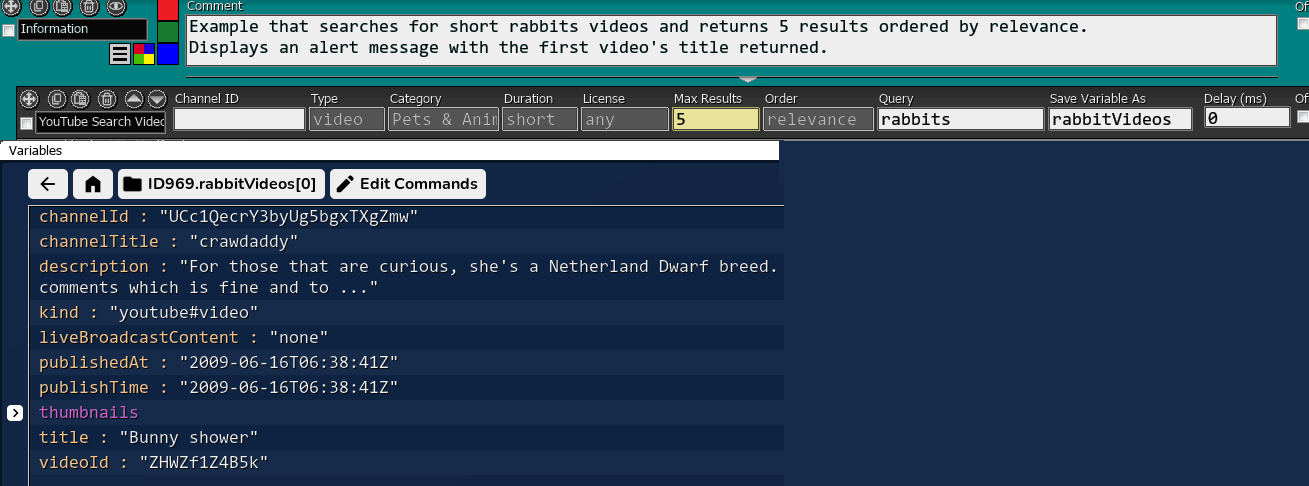 Comment
Of
Information
Example that searches for short rabbits videos and returns 5 results ordered by relevance.
Displays an alert message with the first video's title returned.
Channel ID
Type
Category
Duration
License
Max Results
Order
Query
Save Variable As
Delay (ms)
Of
YouTube Search Videc
video
Pets & Anim
short
any
5
relevance
rabbits
rabbitVideos
0
Variables
ID969.rabbitVideos[0]
Edit Commands
channelId : "UCc1QecrY3byUg5bgxTXgZmw"
channelTitle : "crawdaddy"
description : "For those that are curious, she's a Netherland Dwarf breed.
comments which is fine and to ..."
kind : "youtube#video"
liveBroadcastContent : "none"
publishedAt : "2009-06-16T06:38:41Z"
publishTime : "2009-06-16T06:38:41Z"
thumbnails
title : "Bunny shower"
videoId : "ZHWZf1Z4B5k"